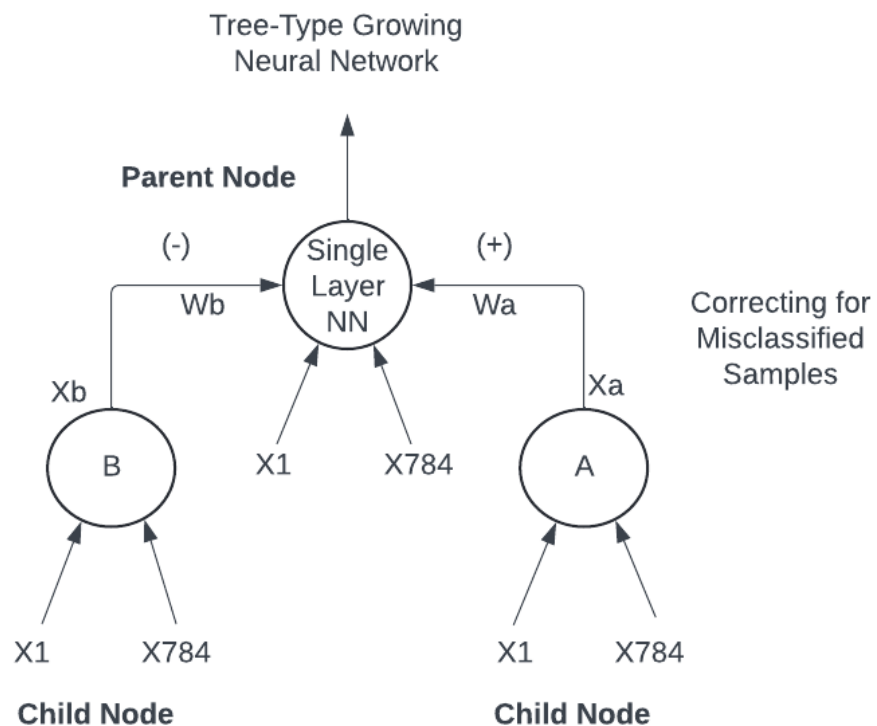 Tree-Type Growing
Neural Network
Parent Node
(-)
(+)
Single
Layer
NN
Wb
Wa
Correcting for
Misclassified
Samples
Xb
Xa
B
X1
X784
A
X1
X784
X1
X784
Child Node
Child Node